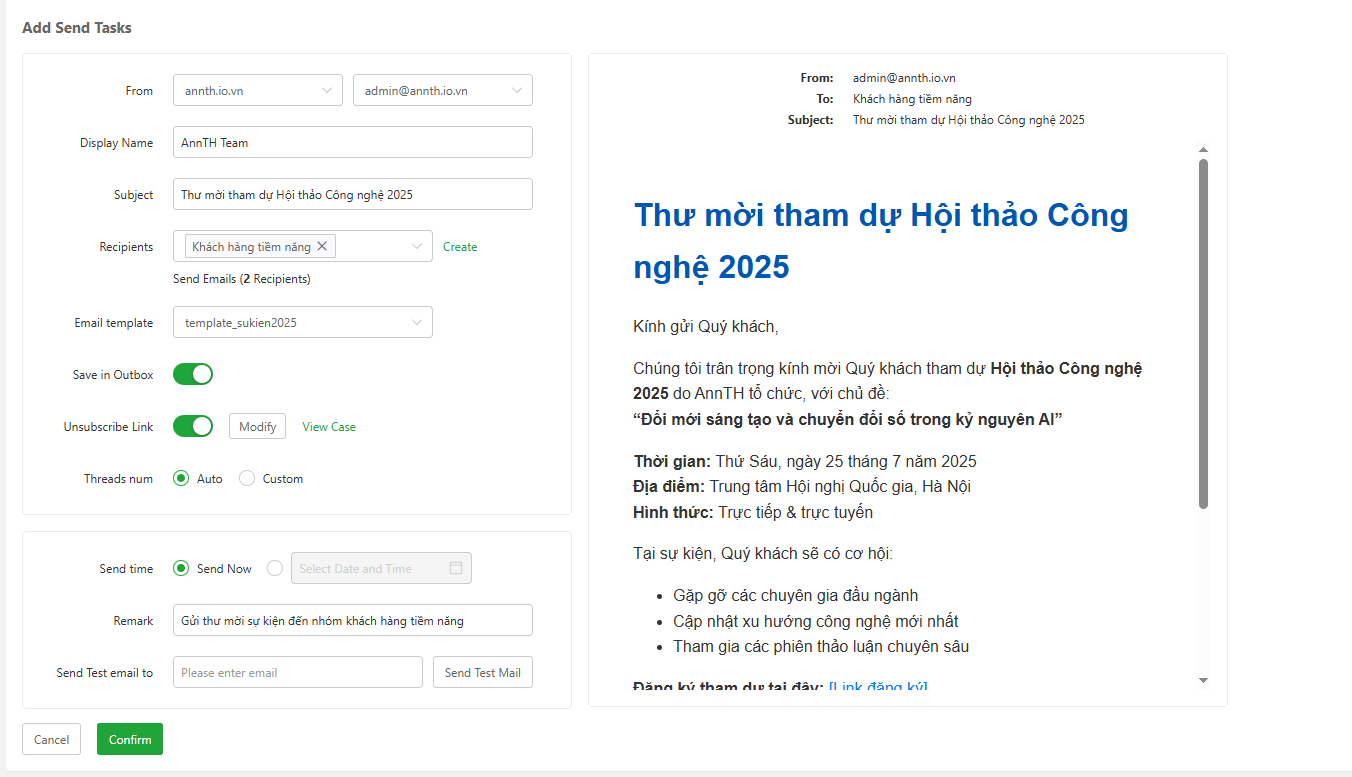 Add Send Tasks
From annth.io.vn admin@annth.io.vn
Display Name AnnTH Team
Subject Thư mời tham dự Hội thảo Công nghệ 2025
Recipients Khách hàng tiềm năng Create
Send Emails (2 Recipients)
Email template template_sukien2025
Save in Outbox
Unsubscribe Link Modify View Case
Threads num Auto Custom
Send time Send Now Select Date and Time
Remark Gửi thư mời sự kiện đến nhóm khách hàng tiềm năng
Send Test email to Please enter email Send Test Mail
Cancel Confirm
From: admin@annth.io.vn
To: Khách hàng tiềm năng
Subject: Thư mời tham dự Hội thảo Công nghệ 2025
Thư mời tham dự Hội thảo Công
nghệ 2025
Kính gửi Quý khách,
Chúng tôi trân trọng kính mời Quý khách tham dự Hội thảo Công nghệ
2025 do AnnTH tổ chức, với chủ đề:
“Đổi mới sáng tạo và chuyển đổi số trong kỷ nguyên AI”
Thời gian: Thứ Sáu, ngày 25 tháng 7 năm 2025
Địa điểm: Trung tâm Hội nghị Quốc gia, Hà Nội
Hình thức: Trực tiếp & trực tuyến
Tại sự kiện, Quý khách sẽ có cơ hội:
• Gặp gỡ các chuyên gia đầu ngành
• Cập nhật xu hướng công nghệ mới nhất
• Tham gia các phiên thảo luận chuyên sâu
Đăng ký tham dự tại đây: [Link đăng ký]